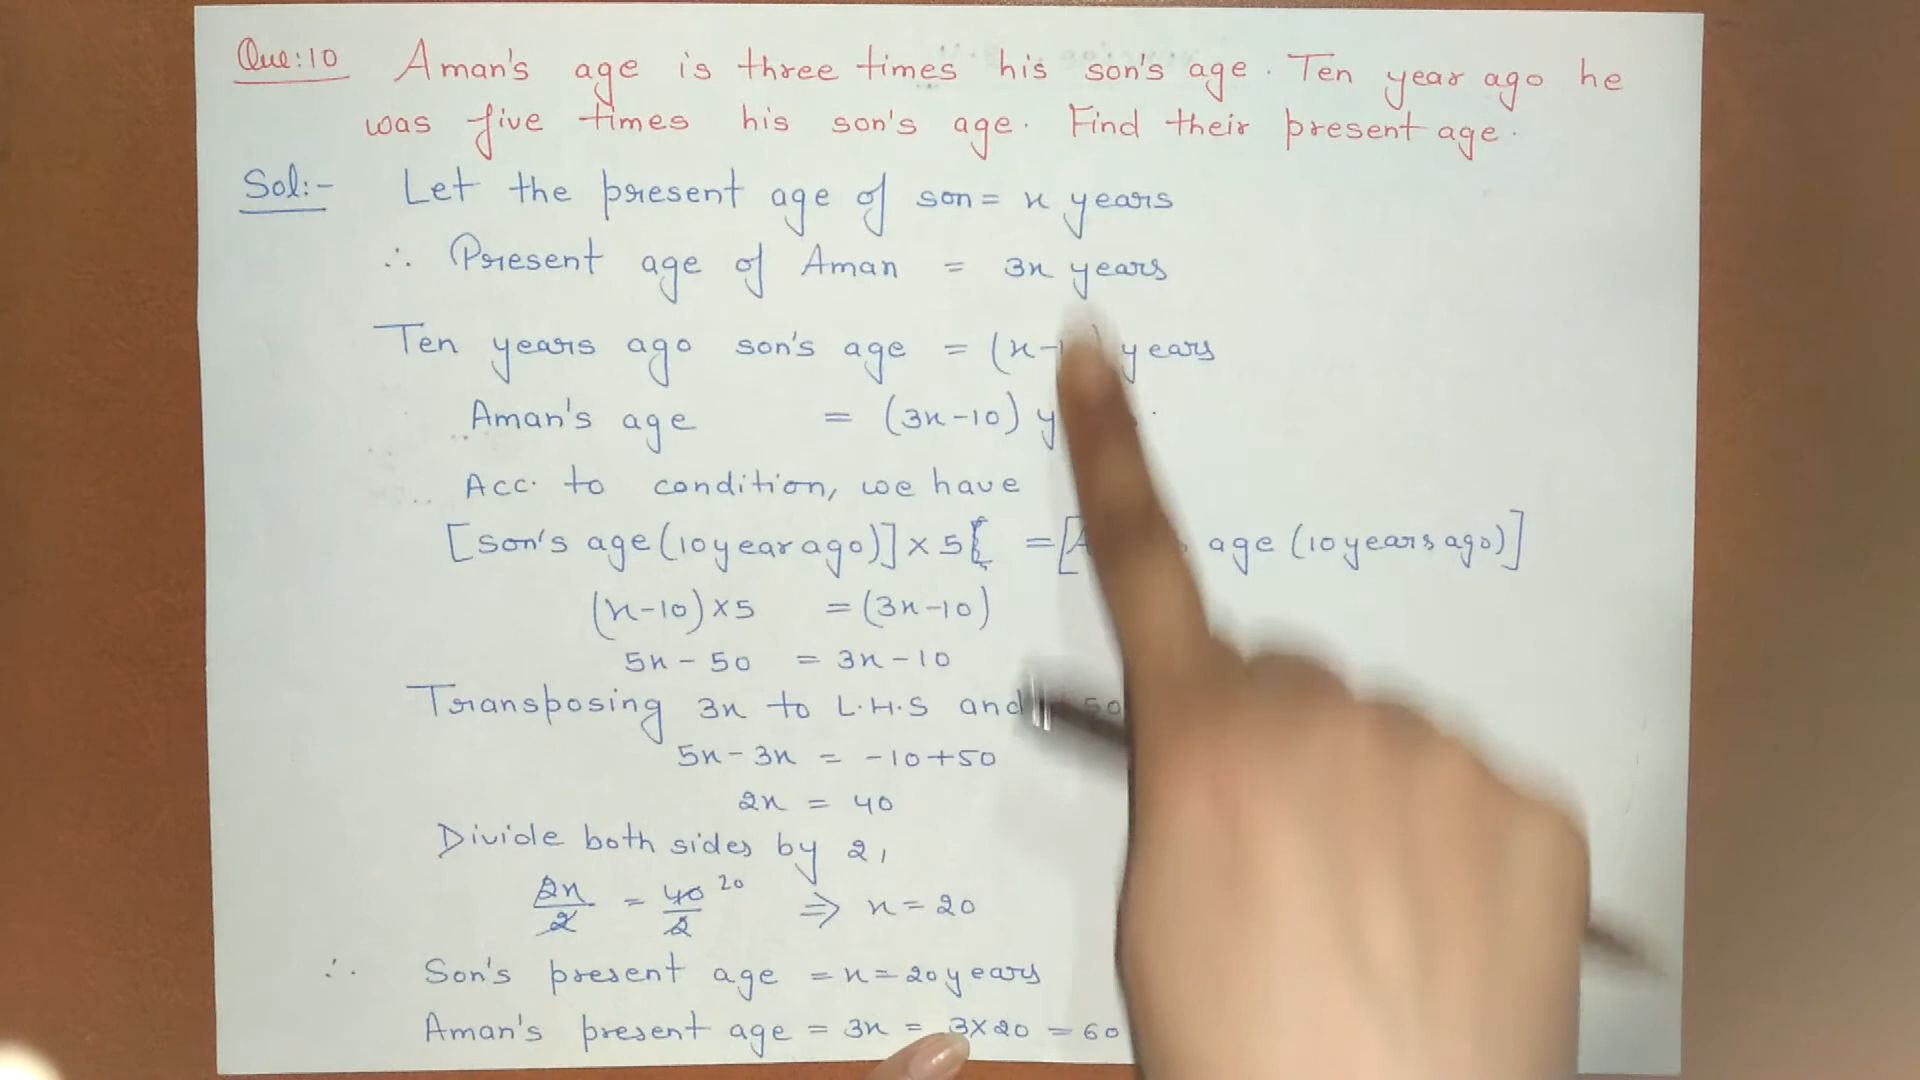 Que:10 Aman's age is three times his son's age. Ten year ago he
was five times his son's age. Find their present age.
Sol:- Let the present age of son = x years
∴ Present age of Aman = 3x years
Ten years ago son's age = (x- ) years
Aman's age = (3x-10) y
Acc. to condition, we have
[son's age (10 year ago)] × 5 = [A age (10 years ago)]
(x-10)×5 = (3x-10)
5x - 50 = 3x - 10
Transposing 3x to L.H.S and 50
5x - 3x = -10+50
2x = 40
Divide both sides by 2,
2x/2 = 40/2 20 ⇒ x = 20
∴ Son's present age = x = 20 years
Aman's present age = 3x = 3×20 = 60